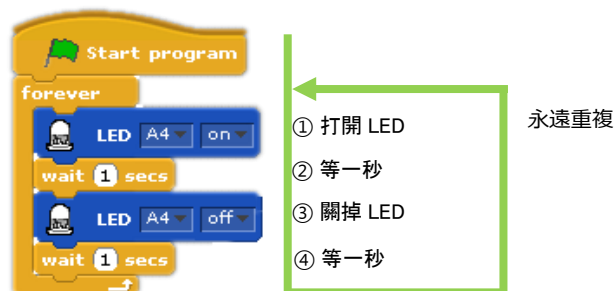 Start program
forever
LED A4 on
wait 1 secs
LED A4 off
wait 1 secs
① 打開 LED
② 等一秒
③ 關掉 LED
④ 等一秒
永遠重複